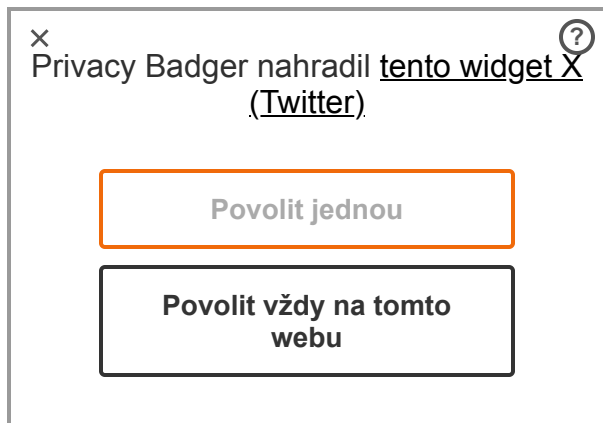 Privacy Badger nahradil tento widget X
(Twitter)
Povolit jednou
Povolit vždy na tomto
webu